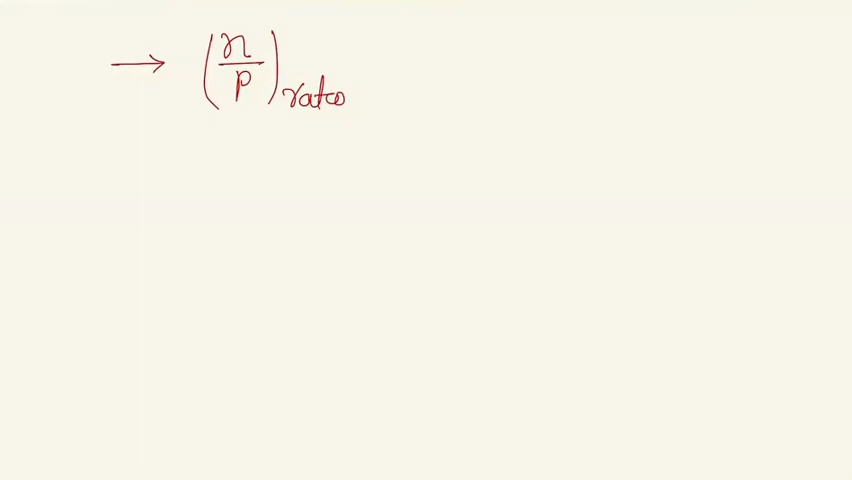 → (n/p) ratio